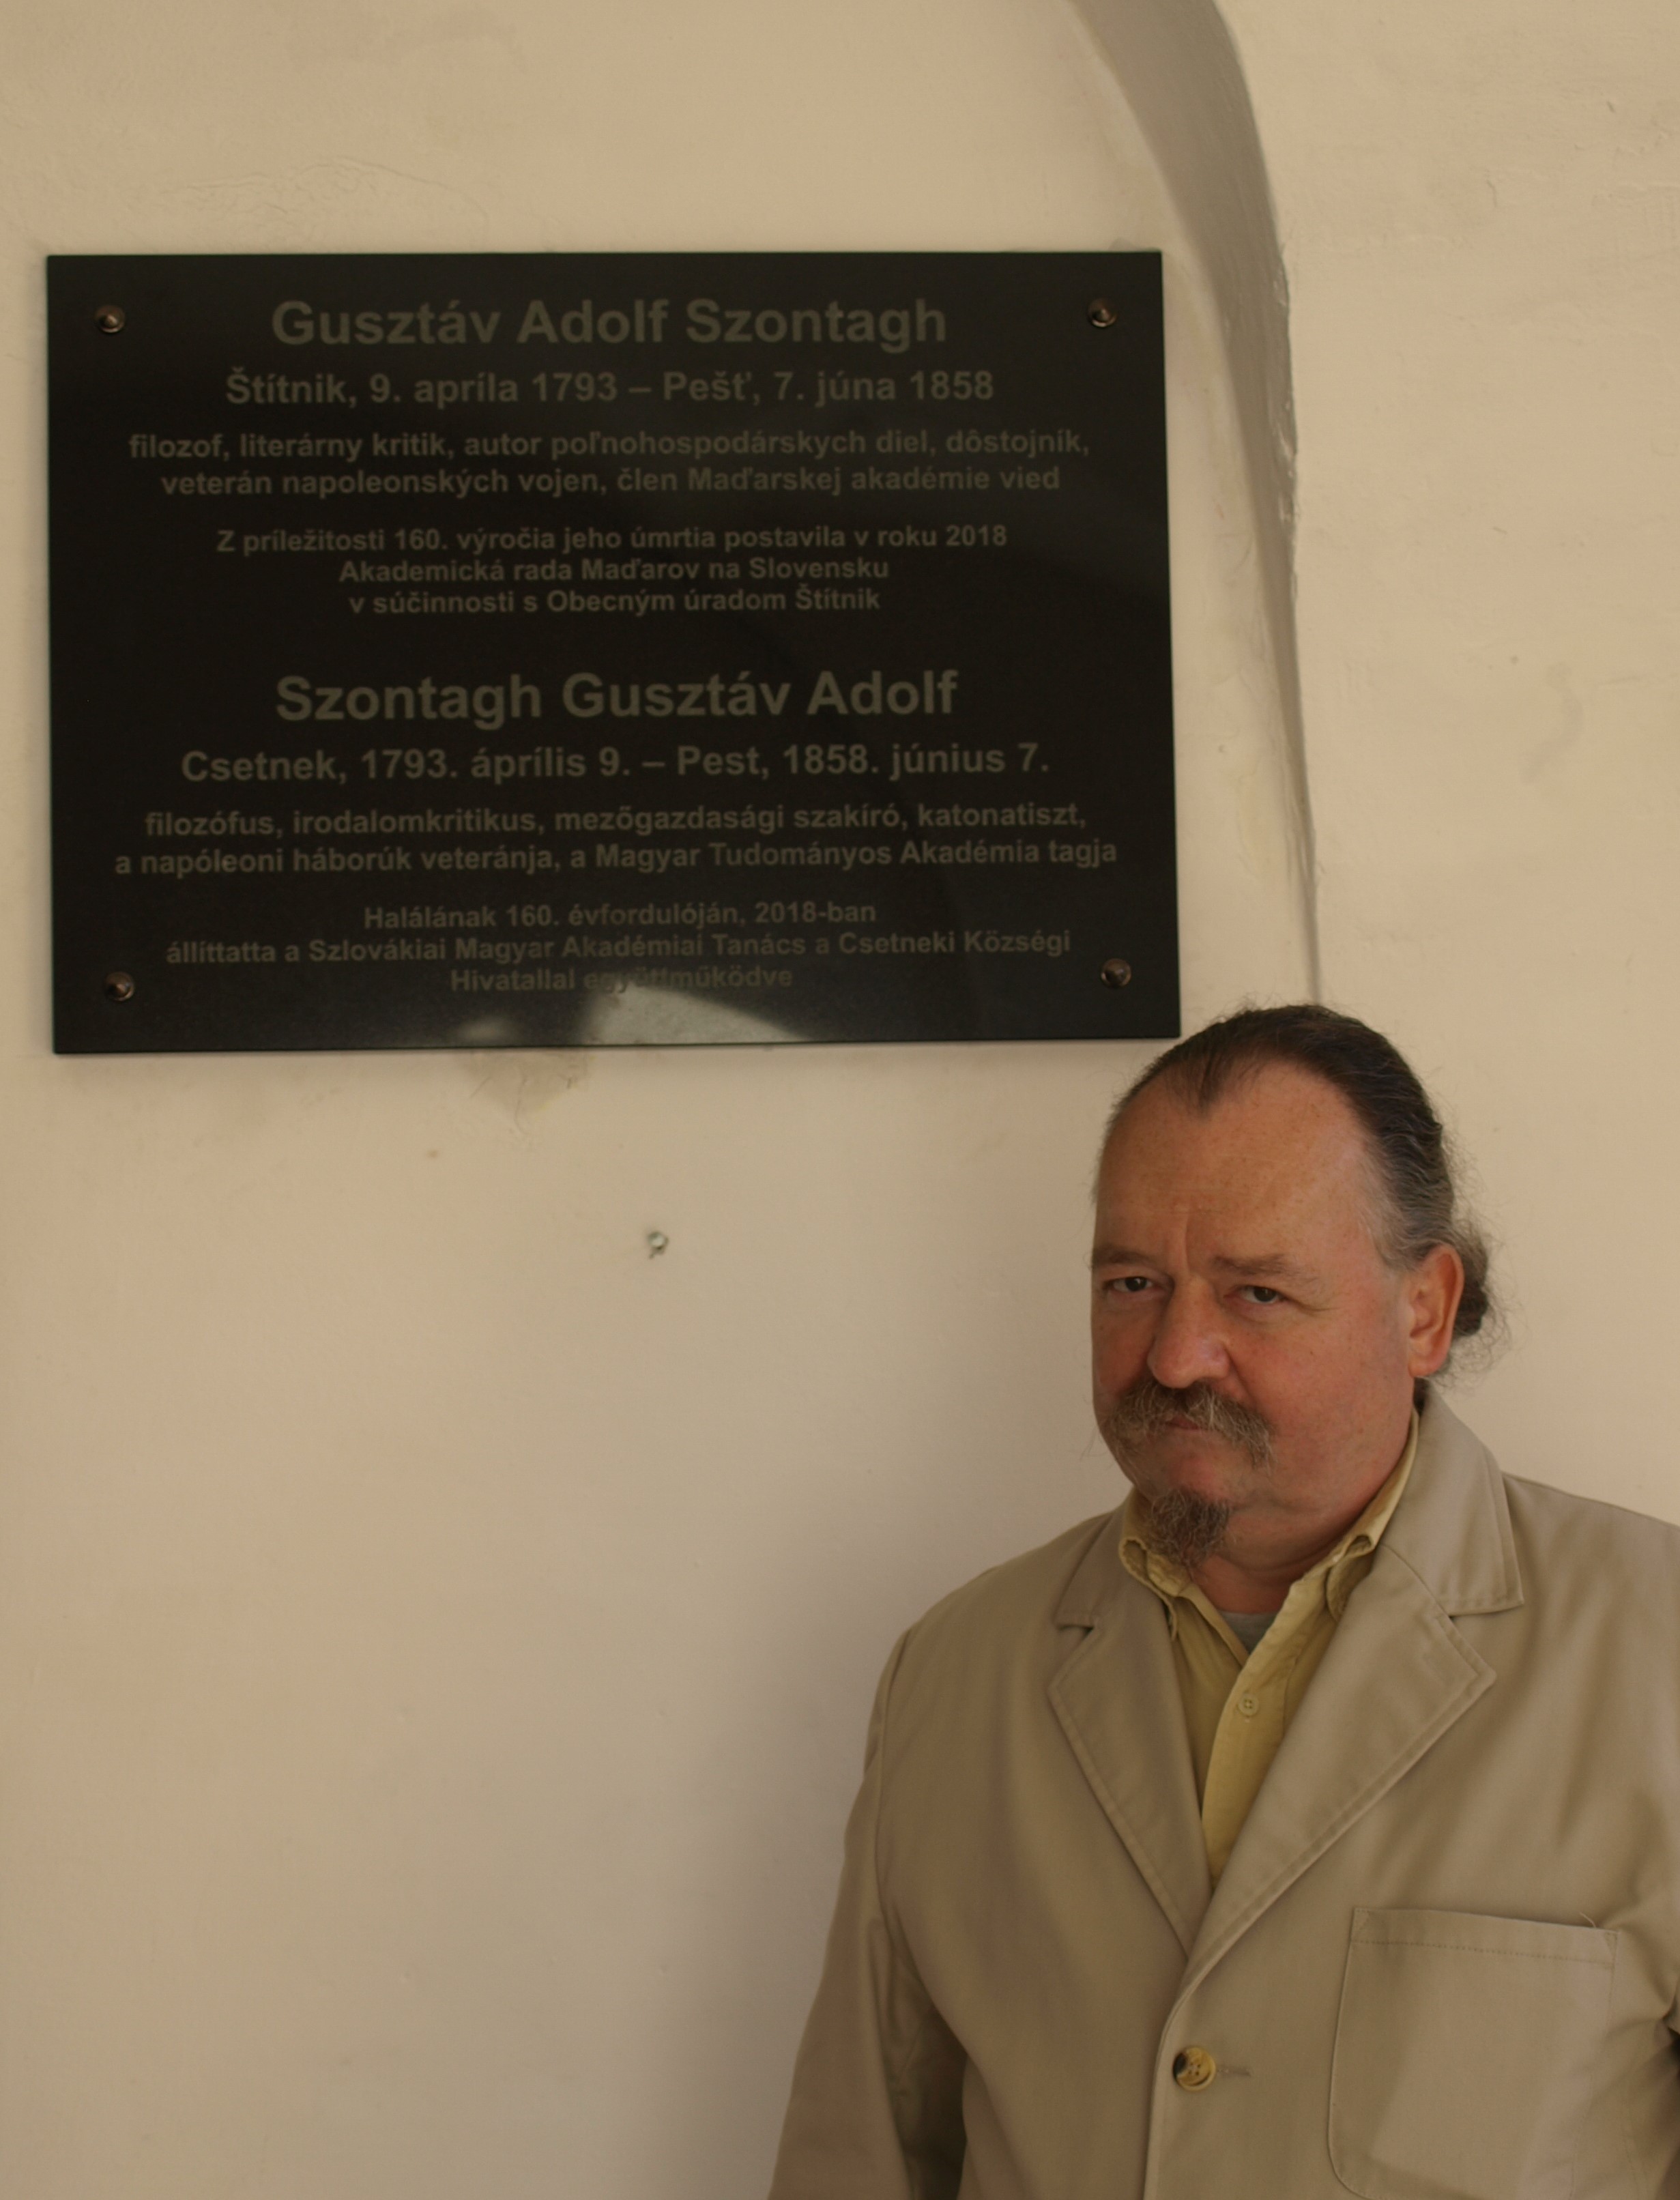 Gusztáv Adolf Szontagh
Štítnik, 9. apríla 1793 – Pešť, 7. júna 1858
filozof, literárny kritik, autor poľnohospodárskych diel, dôstojník,
veterán napoleonských vojen, člen Maďarskej akadémie vied
Z príležitosti 160. výročia jeho úmrtia postavila v roku 2018
Akademická rada Maďarov na Slovensku
v súčinnosti s Obecným úradom Štítnik
Szontagh Gusztáv Adolf
Csetnek, 1793. április 9. – Pest, 1858. június 7.
filozófus, irodalomkritikus, mezőgazdasági szakíró, katonatiszt,
a napóleoni háborúk veteránja, a Magyar Tudományos Akadémia tagja
Halálának 160. évfordulóján, 2018-ban
állíttatta a Szlovákiai Magyar Akadémiai Tanács a Csetneki Községi
Hivatallal együttműködve